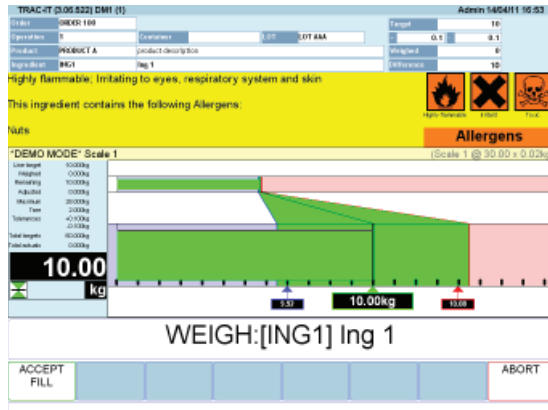 TRAC-IT (3.06.522) DM1 (1) Admin 14/04/11 16:53
Order ORDER 100 Target 10
Operation 1 Container LOT LOT AAA - 0.1 0.1
Product PRODUCT A product description Weighed 0
Ingredient ING1 Ing 1 Difference 10
Highly flammable; Irritating to eyes, respiratory system and skin
This ingredient contains the following Allergens:
Highly flammable Irritant Toxic
Nuts
Allergens
*DEMO MODE* Scale 1 (Scale 1 @ 30.00 x 0.02k
Line target 10.000kg
Weighed 0.000kg
Remaining 10.000kg
Adjusted 0.000kg
Maximum 20.000kg
Tare 2.000kg
Tolerances +0.100kg
-0.100kg
Total targets 60.000kg
Total actuals 0.000kg
10.00
kg
10.00kg
WEIGH:[ING1] Ing 1
ACCEPT FILL
ABORT